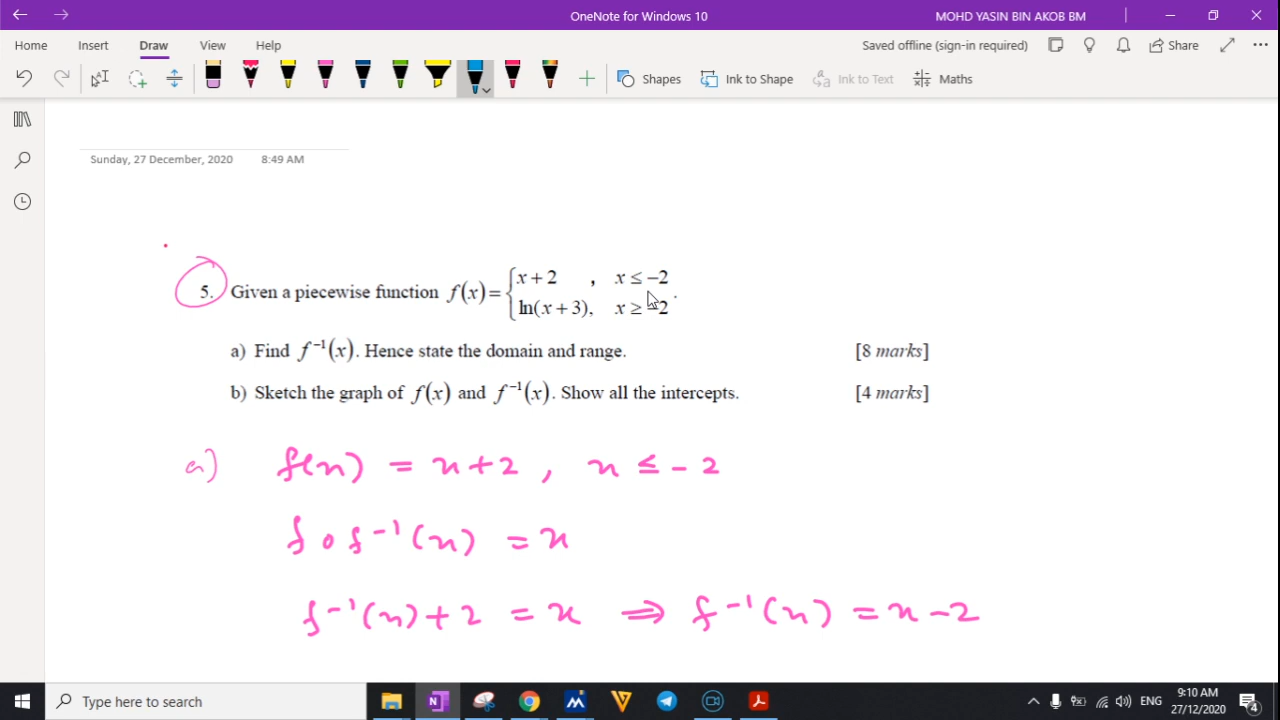 OneNote for Windows 10
MOHD YASIN BIN AKOB BM
Home Insert Draw View Help
Saved offline (sign-in required)
Share
Shapes
Ink to Shape
Ink to Text
Maths
Sunday, 27 December, 2020 8:49 AM
5. Given a piecewise function f(x) = { x + 2 , x ≤ −2
ln(x + 3), x ≥ −2 .
a) Find f⁻¹(x). Hence state the domain and range. [8 marks]
b) Sketch the graph of f(x) and f⁻¹(x). Show all the intercepts. [4 marks]
a) f(x) = x + 2 , x ≤ - 2
f o f⁻¹(x) = x
f⁻¹(x) + 2 = x ⇒ f⁻¹(x) = x - 2
Type here to search
ENG
9:10 AM
27/12/2020
4